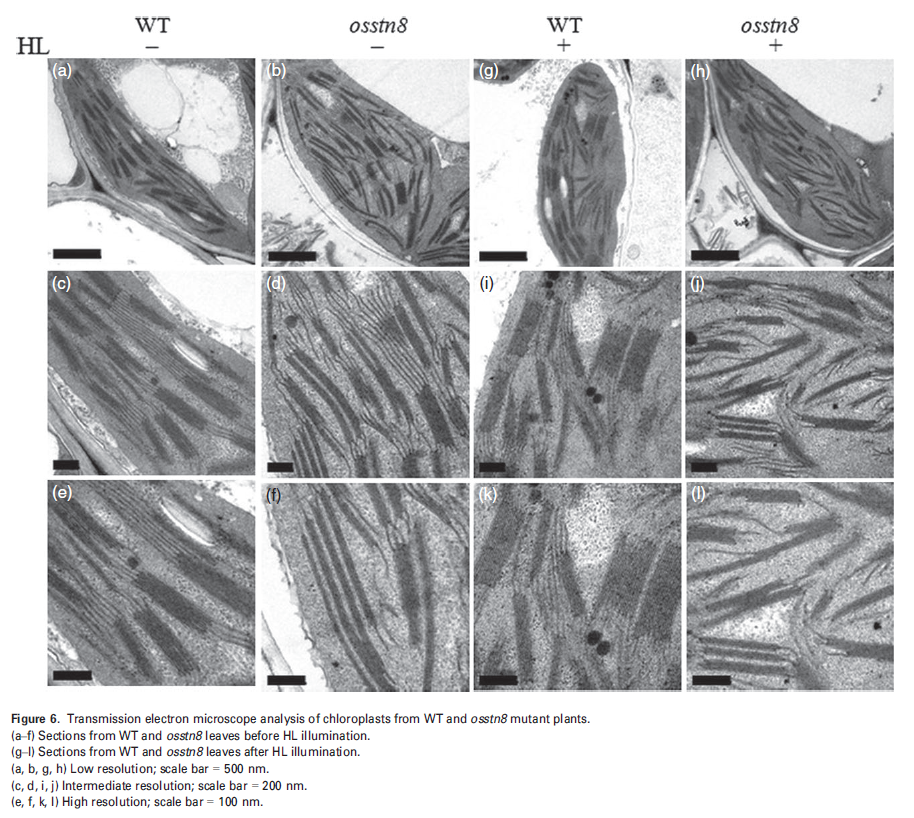 WT osstn8 WT osstn8
HL – – + +
(a) (b) (g) (h)
(c) (d) (i) (j)
(e) (f) (k) (l)
Figure 6. Transmission electron microscope analysis of chloroplasts from WT and osstn8 mutant plants.
(a–f) Sections from WT and osstn8 leaves before HL illumination.
(g–l) Sections from WT and osstn8 leaves after HL illumination.
(a, b, g, h) Low resolution; scale bar = 500 nm.
(c, d, i, j) Intermediate resolution; scale bar = 200 nm.
(e, f, k, l) High resolution; scale bar = 100 nm.